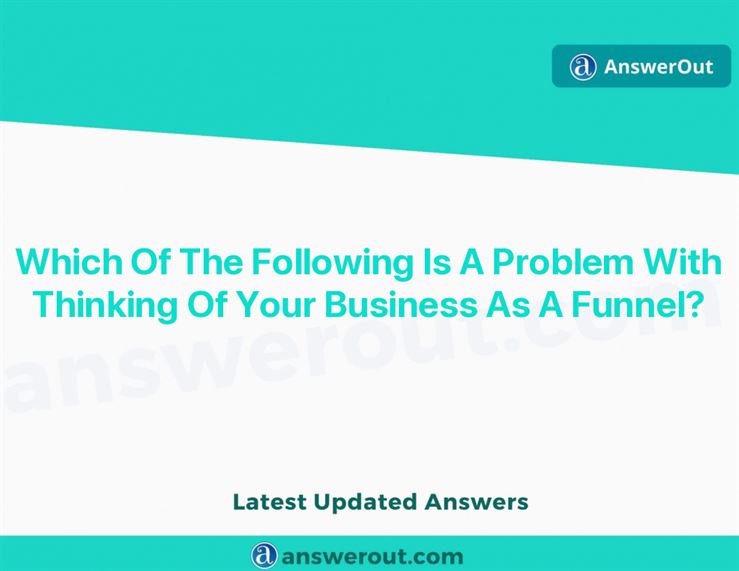 AnswerOut
Which Of The Following Is A Problem With
Thinking Of Your Business As A Funnel?
answerout.com
Latest Updated Answers
answerout.com